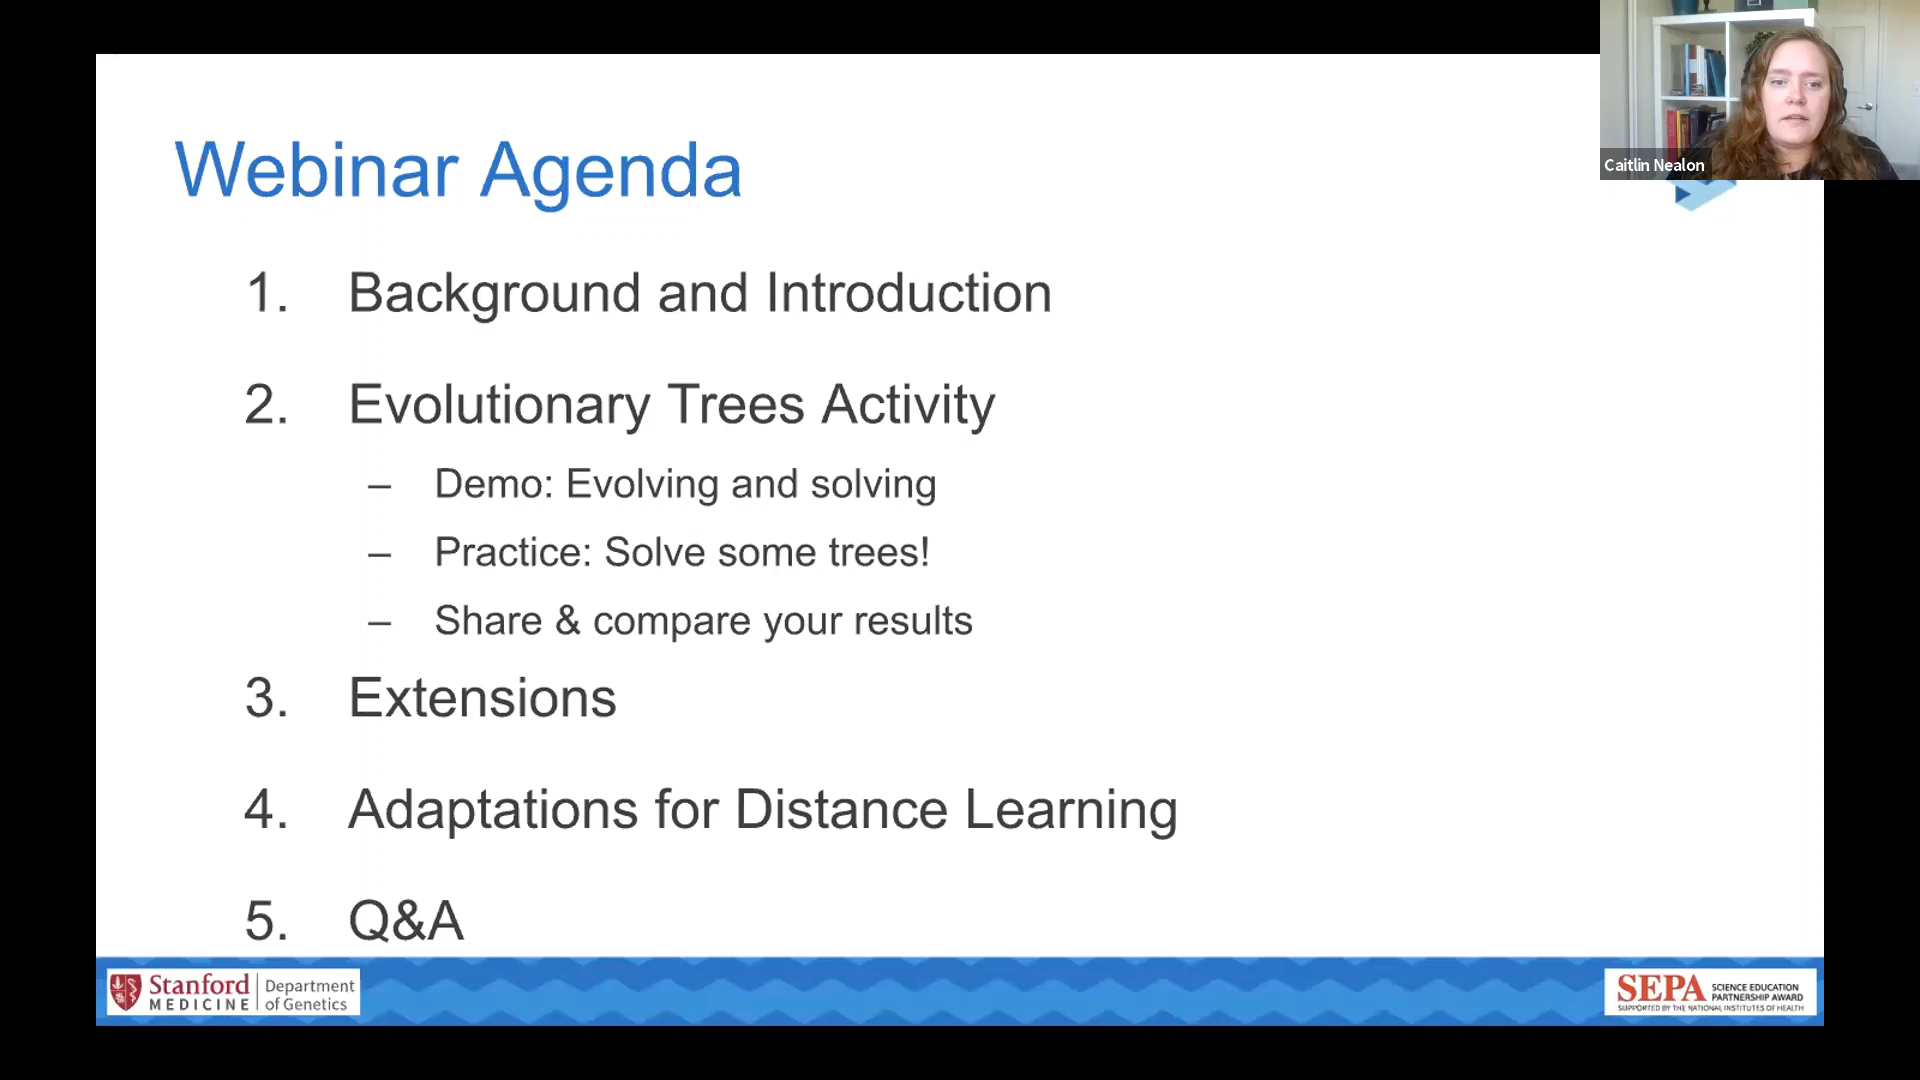 Caitlin Nealon
Webinar Agenda
1. Background and Introduction
2. Evolutionary Trees Activity
– Demo: Evolving and solving
– Practice: Solve some trees!
– Share & compare your results
3. Extensions
4. Adaptations for Distance Learning
5. Q&A
Stanford
MEDICINE
Department
of Genetics
SEPA
SCIENCE EDUCATION
PARTNERSHIP AWARD
SUPPORTED BY THE NATIONAL INSTITUTES OF HEALTH